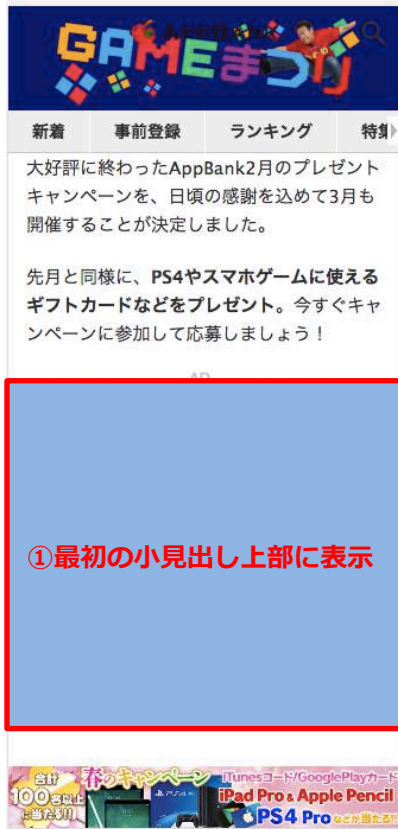 GAMEまつり
新着 事前登録 ランキング 特集
大好評に終わったAppBank2月のプレゼント
キャンペーンを、日頃の感謝を込めて3月も
開催することが決定しました。
先月と同様に、PS4やスマホゲームに使える
ギフトカードなどをプレゼント。今すぐキャ
ンペーンに参加して応募しましょう！
AD
①最初の小見出し上部に表示
合計
100名以上
に当たる!!
春のキャンペーン
iTunesコード/GooglePlayカード
iPad Pro & Apple Pencil
PS4 Pro などが当たる!!